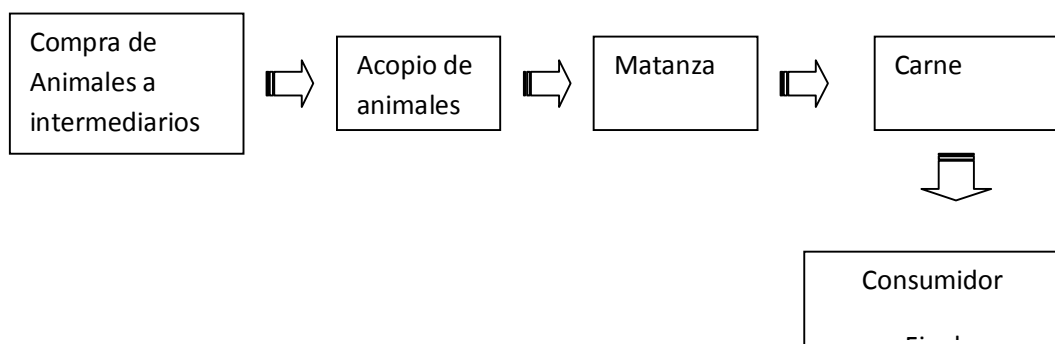 Compra de
Animales a
intermediarios
Acopio de
animales
Matanza
Carne
Consumidor